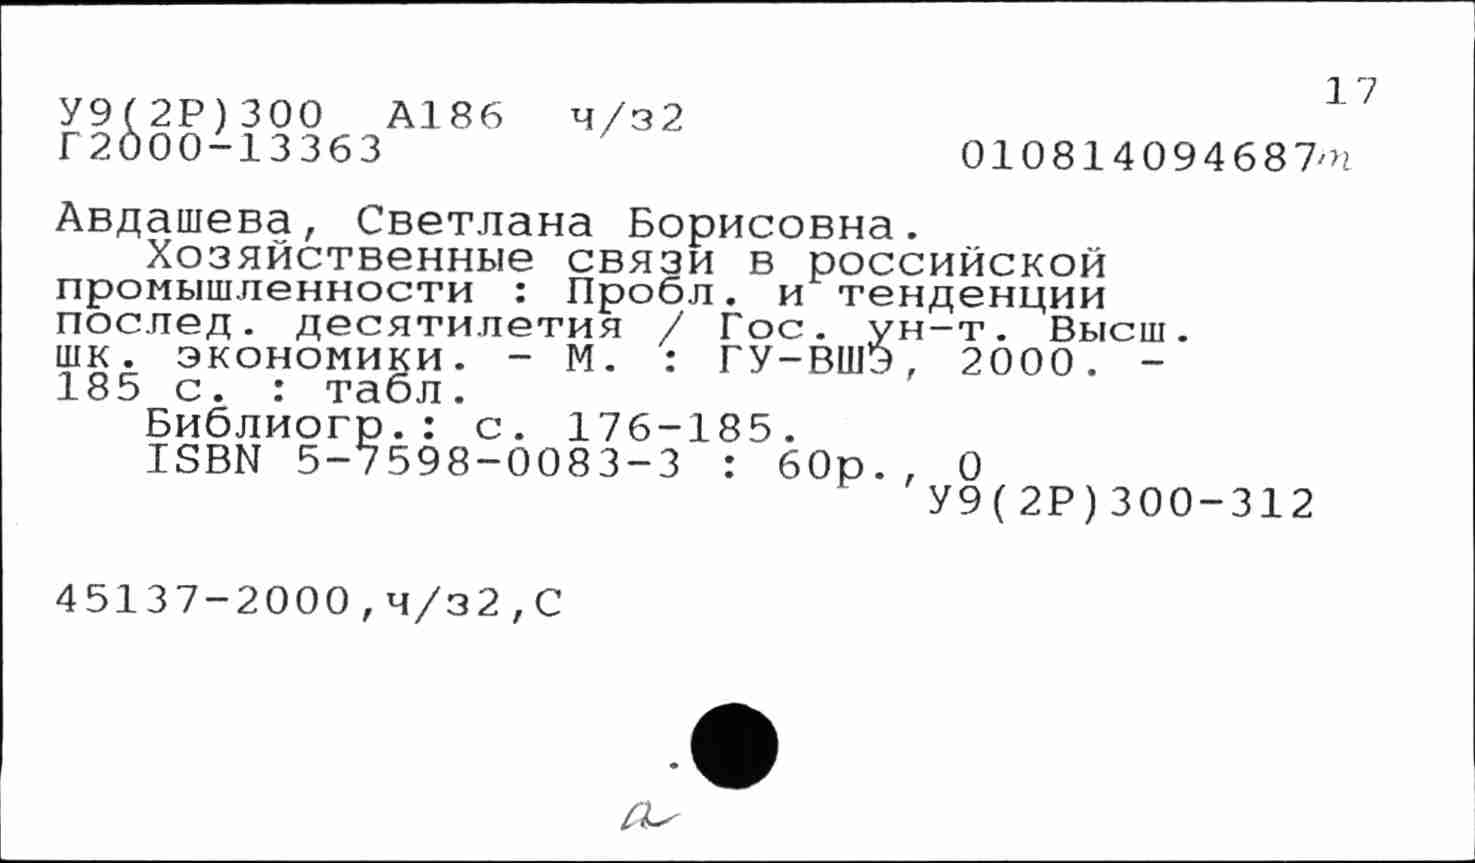 17
У9(2Р)300 А186 ч/з2
Г2000-13363
010814094687m
Авдашева, Светлана Борисовна.
Хозяйственные связи в российской
промышленности : Пробл. и тенденции
послед. десятилетия / Гос. ун-т. Высш.
шк. экономики. - М. : ГУ-ВШЭ, 2000. -
185 с. : табл.
Библиогр.: с. 176-185.
ISBN 5-7598-0083-3 : 60р., 0
У9(2Р)300-312
45137-2000,ч/з2,С
а